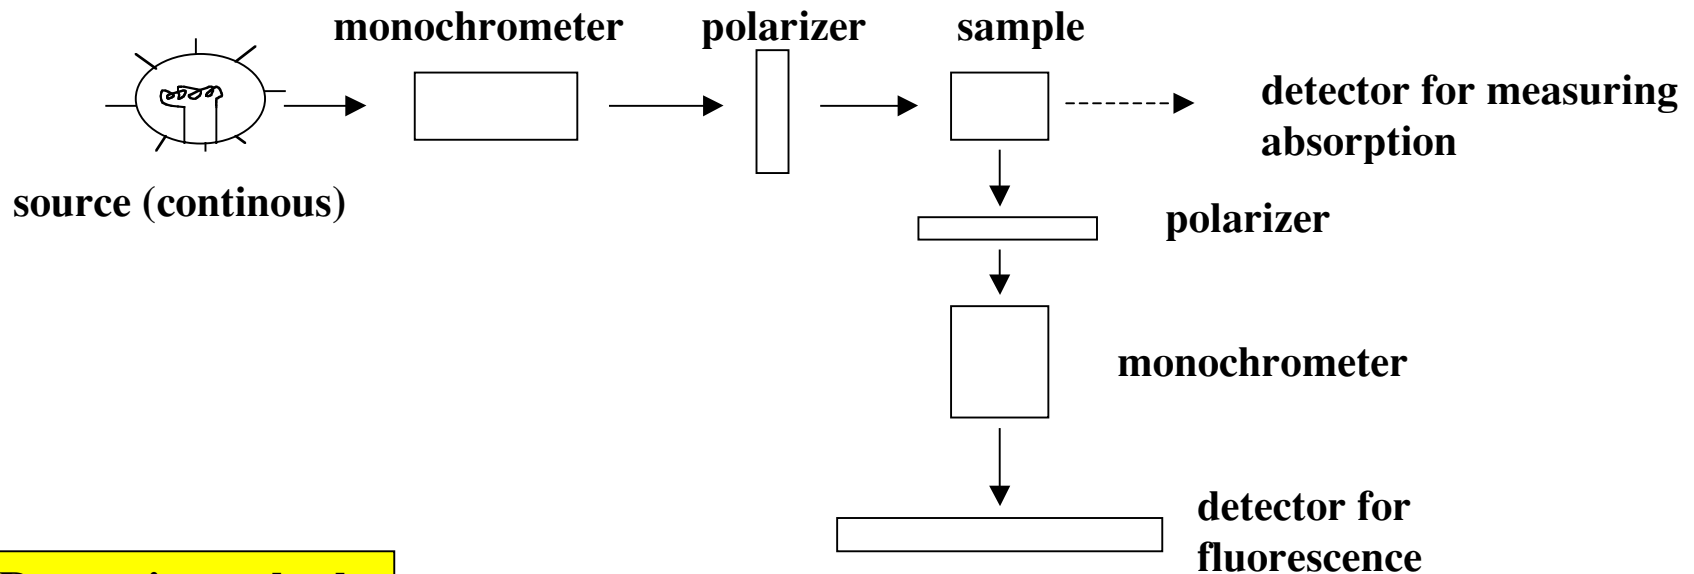 monochrometer
polarizer
sample
detector for measuring
absorption
source (continous)
polarizer
monochrometer
detector for
fluorescence